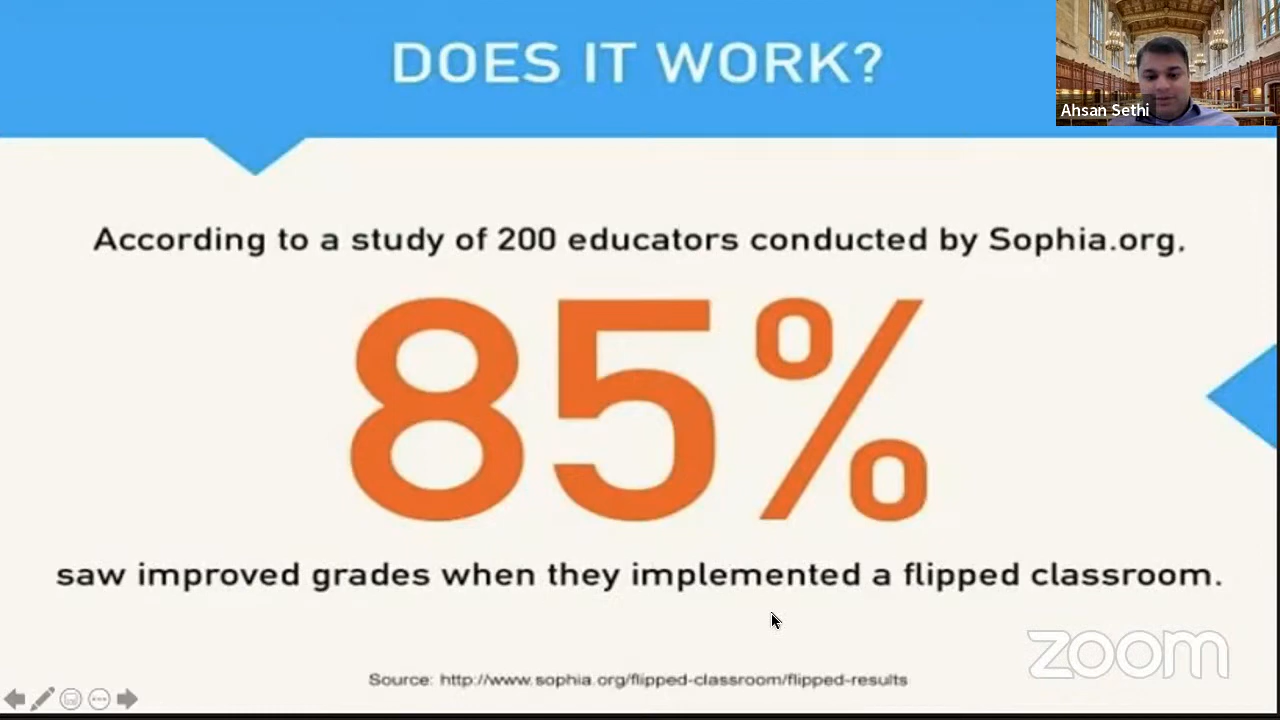 DOES IT WORK?
Ahsan Sethi
According to a study of 200 educators conducted by Sophia.org,
85%
saw improved grades when they implemented a flipped classroom.
zoom
Source: http://www.sophia.org/flipped-classroom/flipped-results